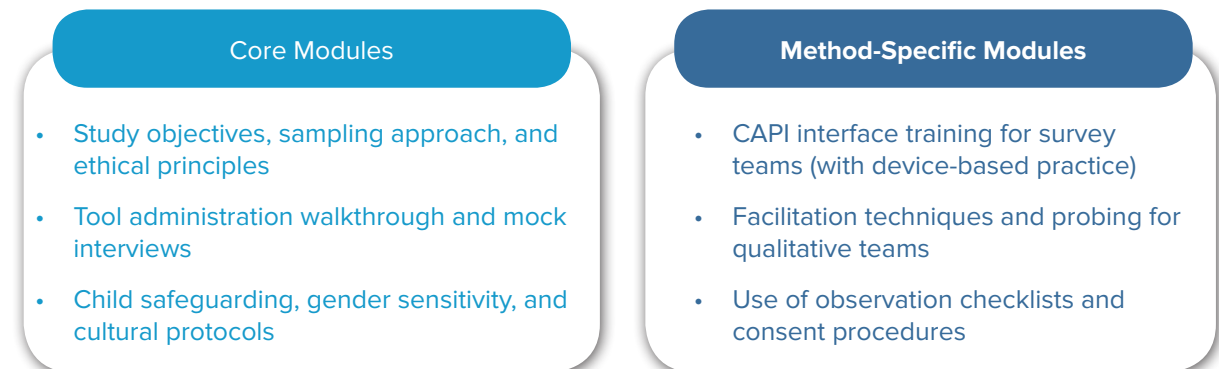 Core Modules
• Study objectives, sampling approach, and
ethical principles
• Tool administration walkthrough and mock
interviews
• Child safeguarding, gender sensitivity, and
cultural protocols
Method-Specific Modules
• CAPI interface training for survey
teams (with device-based practice)
• Facilitation techniques and probing for
qualitative teams
• Use of observation checklists and
consent procedures